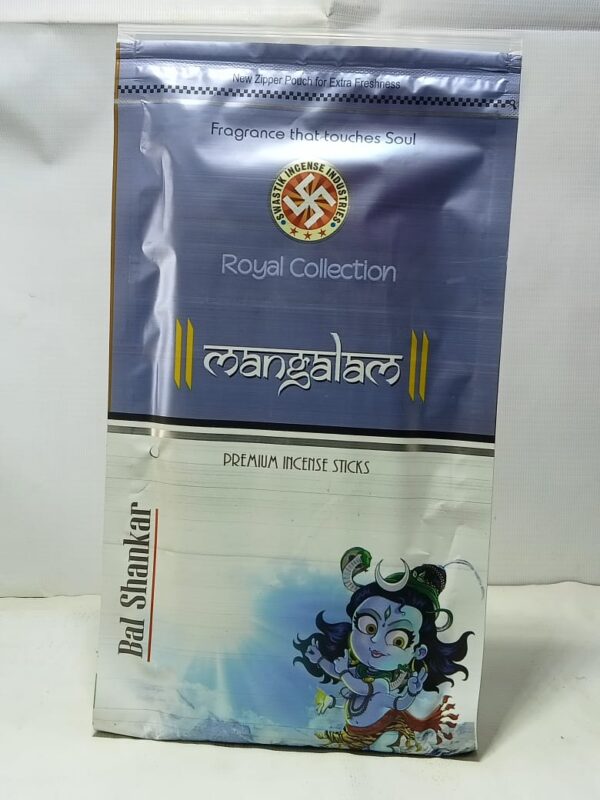 New Zipper Pouch for Extra Freshness
Fragrance that touches Soul
SWASTIK INCENSE INDUSTRIES
Royal Collection
|| mangalam ||
PREMIUM INCENSE STICKS
Bal Shankar